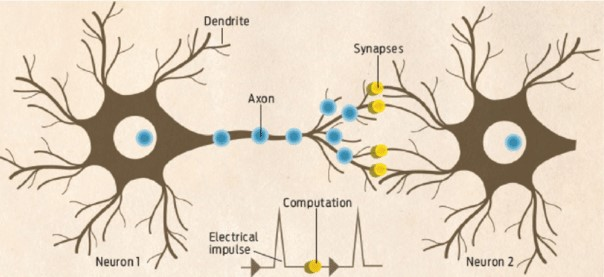 Dendrite
Synapses
Axon
Computation
Electrical
impulse
Neuron 1
Neuron 2